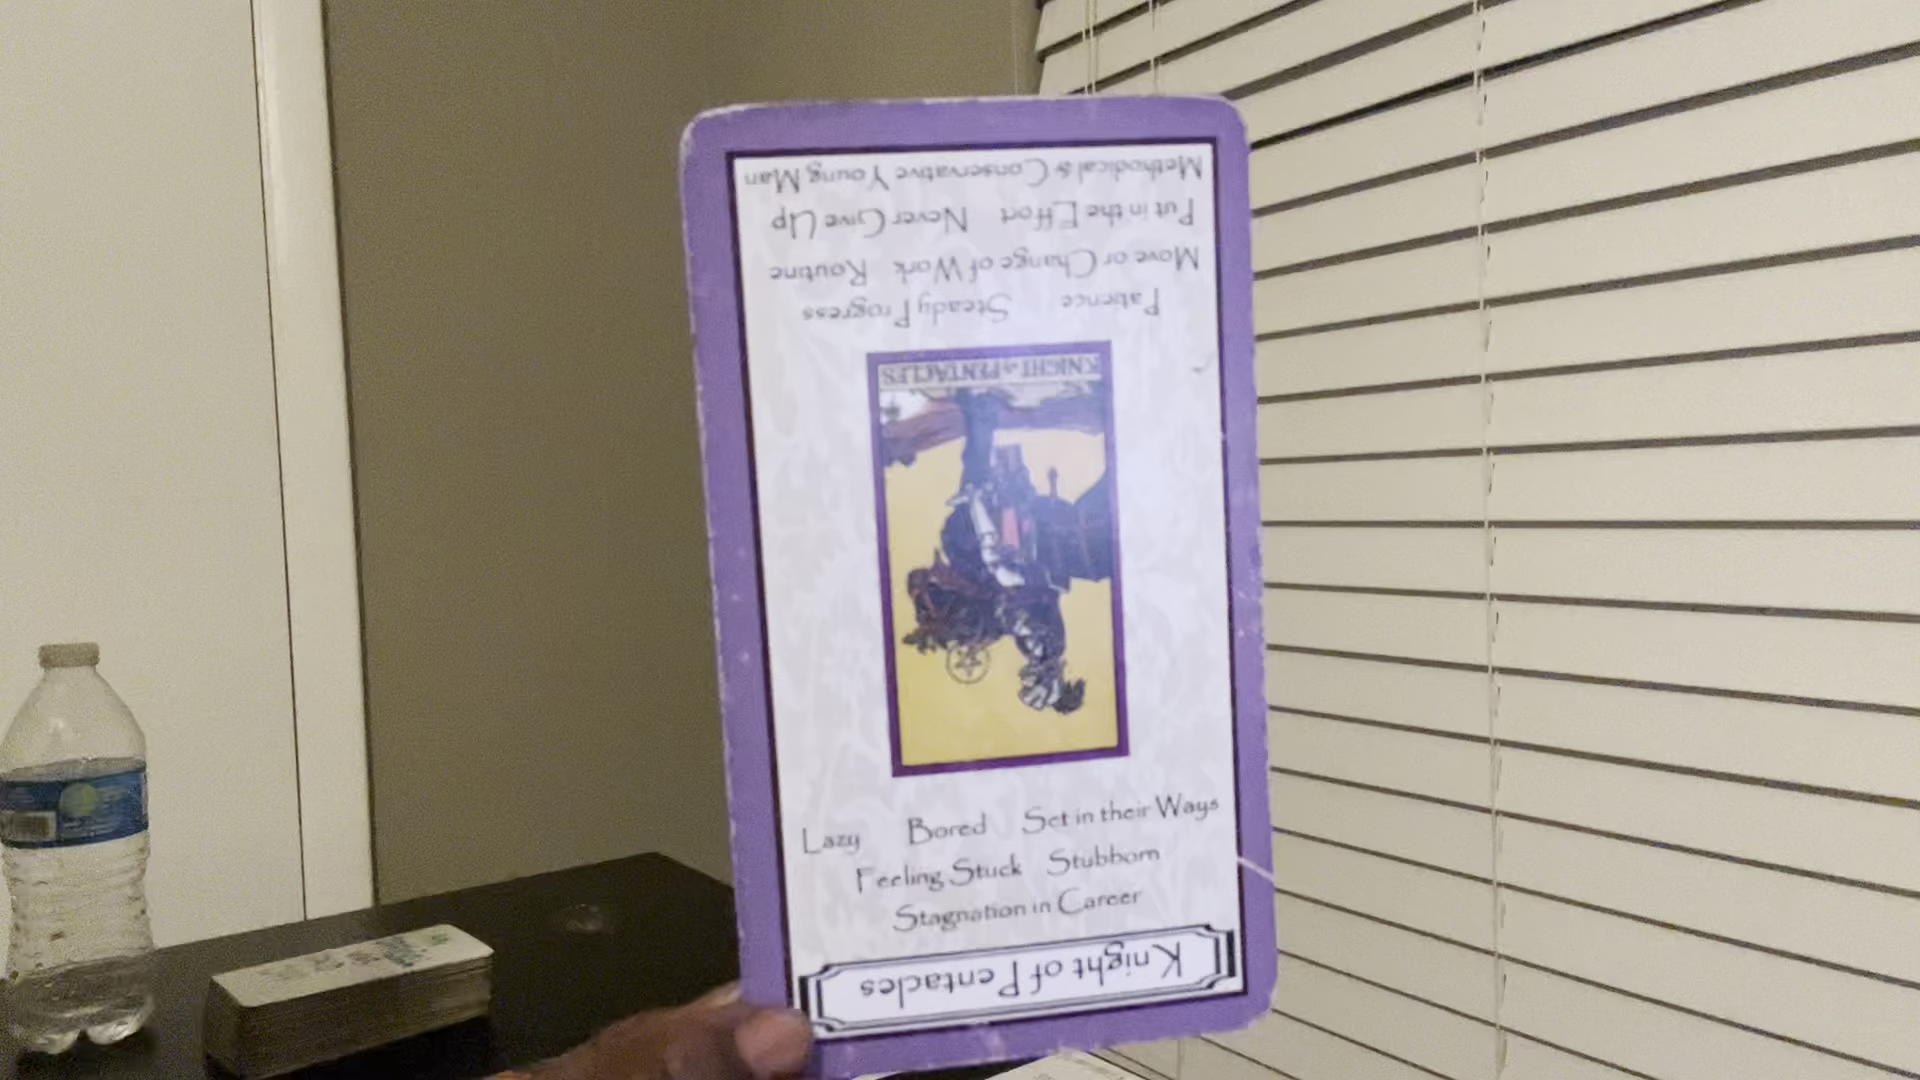 Methodical & Conservative Young Man
Put in the Effort Never Give Up
Move or Change of Work Routine
Patience Steady Progress
KNIGHT of PENTACLES
Lazy Bored Set in their Ways
Feeling Stuck Stubborn
Stagnation in Career
Knight of Pentacles